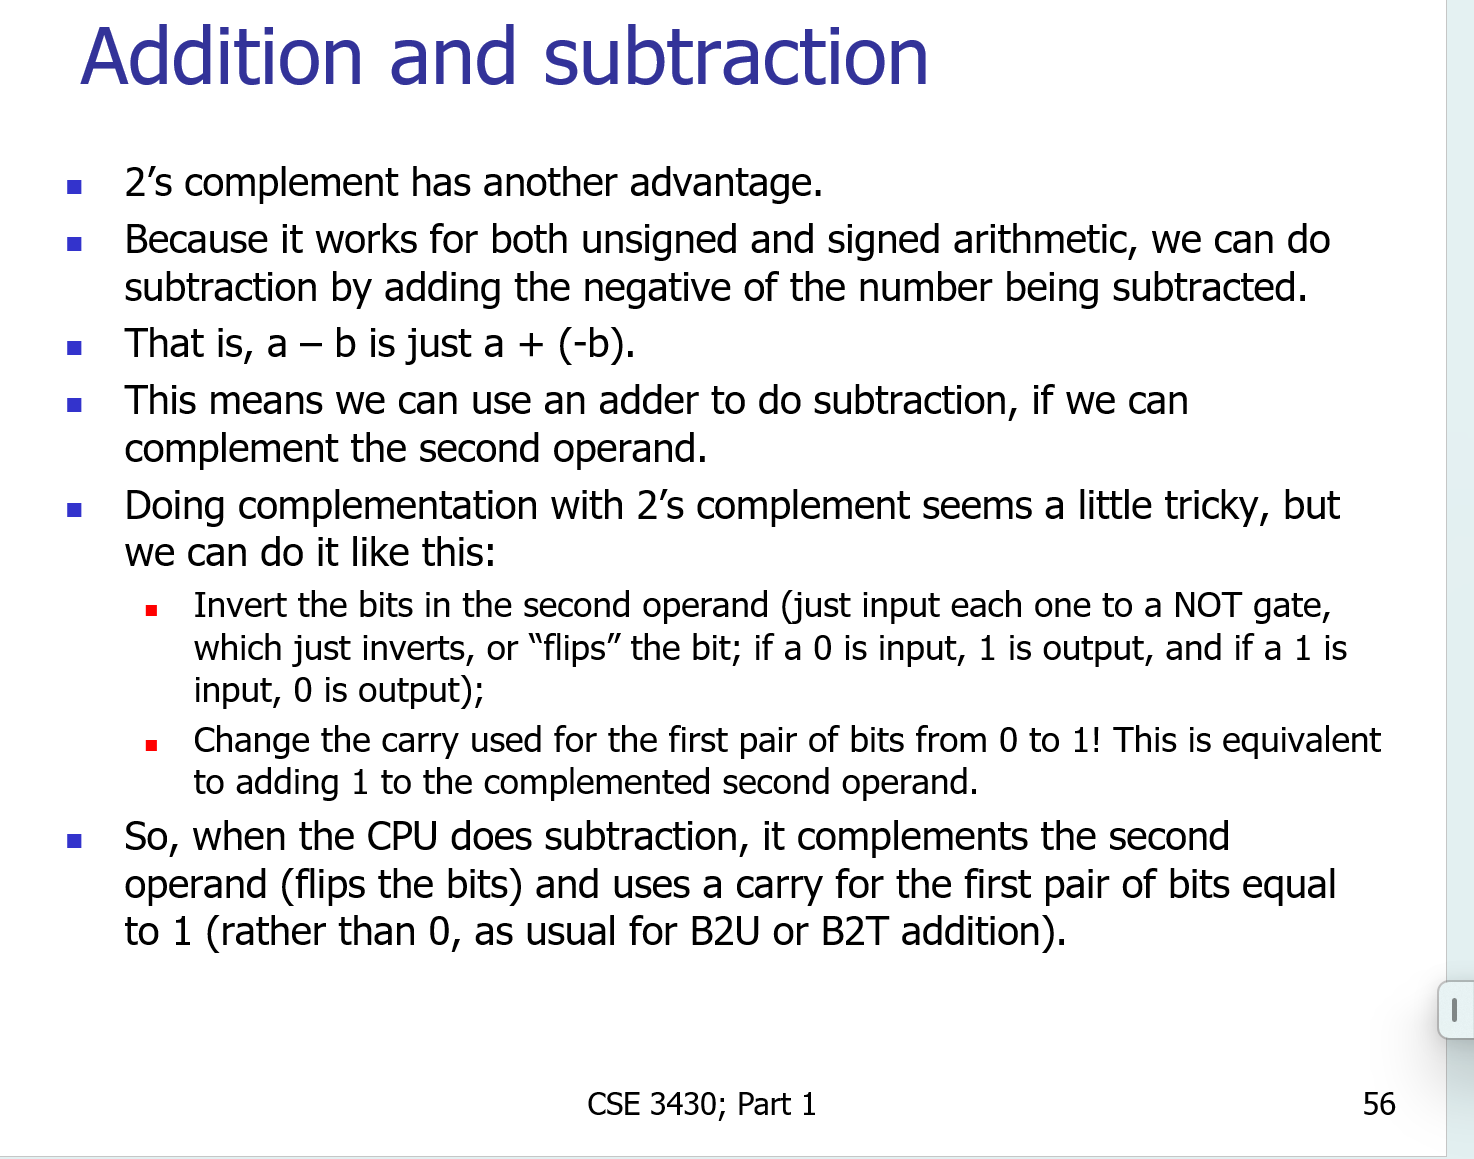 Addition and subtraction
2’s complement has another advantage.
Because it works for both unsigned and signed arithmetic, we can do
subtraction by adding the negative of the number being subtracted.
That is, a – b is just a + (-b).
This means we can use an adder to do subtraction, if we can
complement the second operand.
Doing complementation with 2’s complement seems a little tricky, but
we can do it like this:
Invert the bits in the second operand (just input each one to a NOT gate,
which just inverts, or “flips” the bit; if a 0 is input, 1 is output, and if a 1 is
input, 0 is output);
Change the carry used for the first pair of bits from 0 to 1! This is equivalent
to adding 1 to the complemented second operand.
So, when the CPU does subtraction, it complements the second
operand (flips the bits) and uses a carry for the first pair of bits equal
to 1 (rather than 0, as usual for B2U or B2T addition).
CSE 3430; Part 1
56